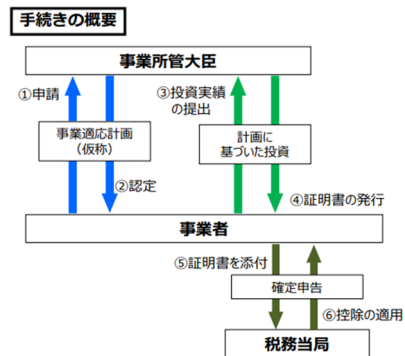 手続きの概要
事業所管大臣
①申請
③投資実績
の提出
事業適応計画
（仮称）
計画に
基づいた投資
②認定
④証明書の発行
事業者
⑤証明書を添付
確定申告
⑥控除の適用
税務当局